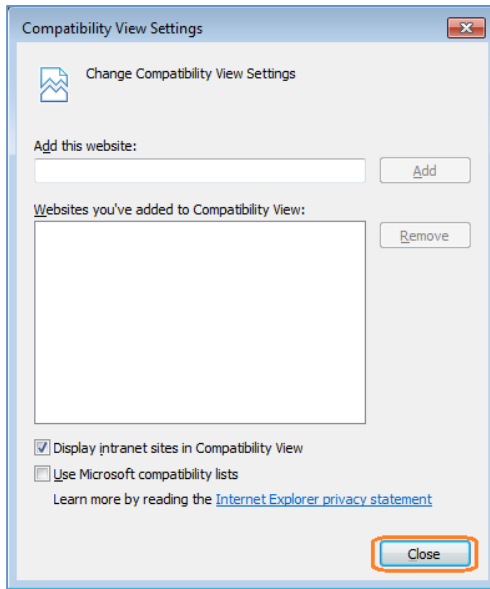 Compatibility View Settings
Change Compatibility View Settings
Add this website:
Add
Websites you've added to Compatibility View:
Remove
Display intranet sites in Compatibility View
Use Microsoft compatibility lists
Learn more by reading the Internet Explorer privacy statement
Close